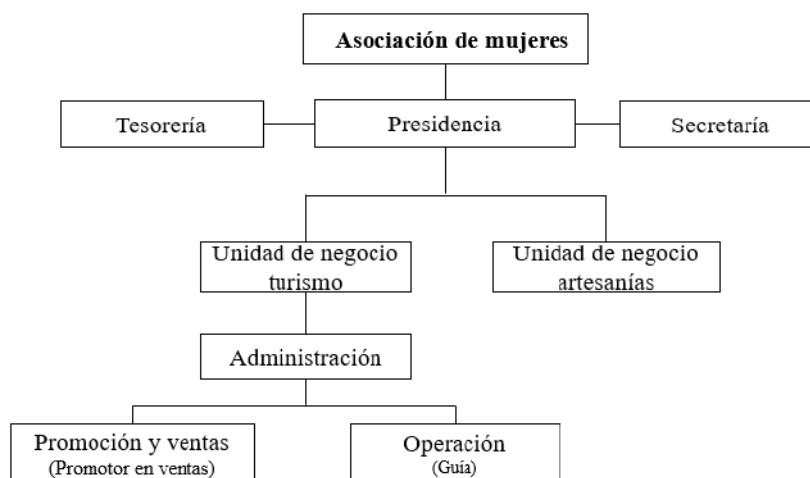 Asociación de mujeres
Tesorería
Presidencia
Secretaría
Unidad de negocio
turismo
Unidad de negocio
artesanías
Administración
Promoción y ventas
(Promotor en ventas)
Operación
(Guía)